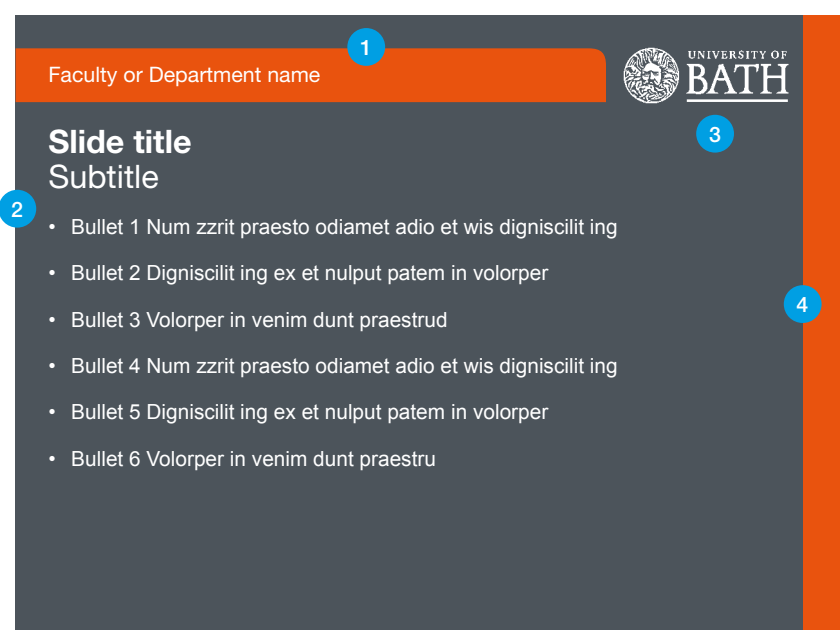 1
Faculty or Department name
UNIVERSITY OF
BATH
3
Slide title
Subtitle
2
• Bullet 1 Num zzrit praesto odiamet adio et wis digniscilit ing
• Bullet 2 Digniscilit ing ex et nulput patem in volorper
4
• Bullet 3 Volorper in venim dunt praestrud
• Bullet 4 Num zzrit praesto odiamet adio et wis digniscilit ing
• Bullet 5 Digniscilit ing ex et nulput patem in volorper
• Bullet 6 Volorper in venim dunt praestru